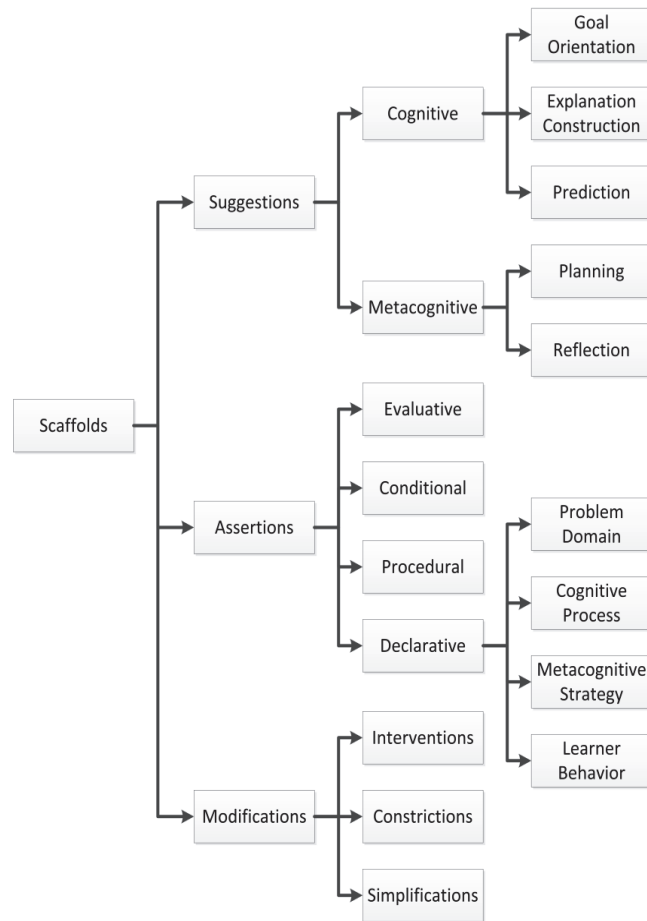 Goal
Orientation
Cognitive
Explanation
Construction
Suggestions
Prediction
Metacognitive
Planning
Reflection
Scaffolds
Evaluative
Assertions
Conditional
Procedural
Declarative
Problem
Domain
Cognitive
Process
Metacognitive
Strategy
Learner
Behavior
Modifications
Interventions
Constrictions
Simplifications